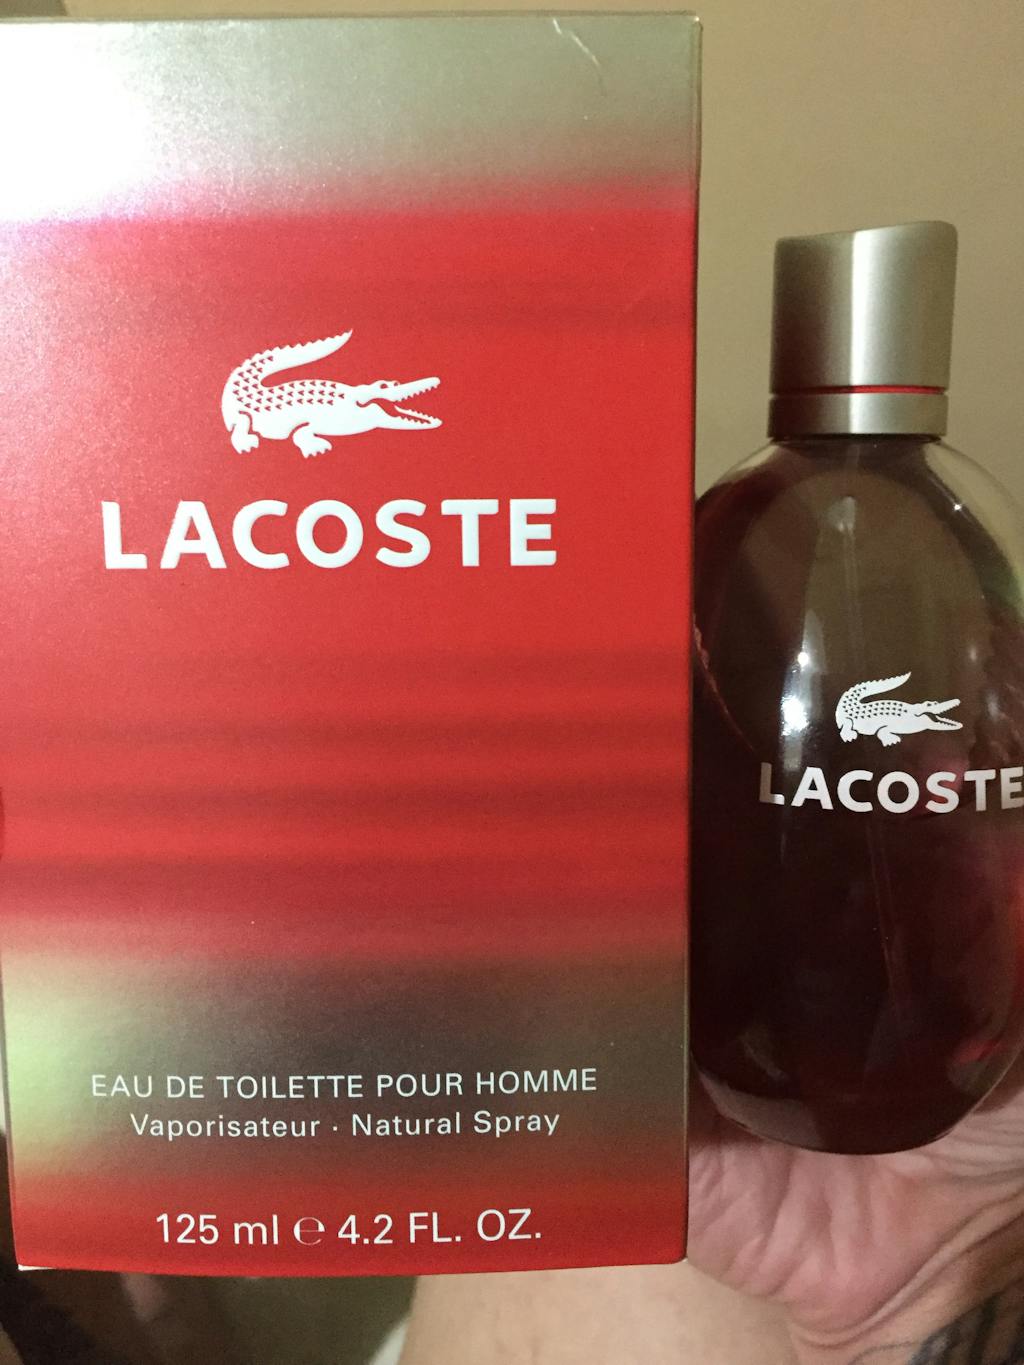 LACOSTE
EAU DE TOILETTE POUR HOMME
Vaporisateur · Natural Spray
125 ml ℮ 4.2 FL. OZ.
LACOSTE